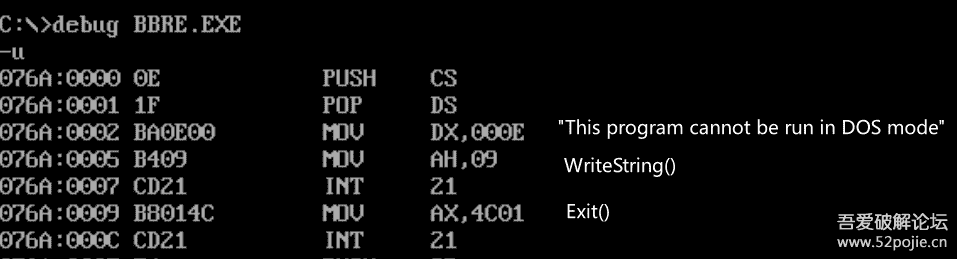 C:\>debug BBRE.EXE
-u
076A:0000 0E PUSH CS
076A:0001 1F POP DS
076A:0002 BA0E00 MOV DX,000E "This program cannot be run in DOS mode"
076A:0005 B409 MOV AH,09 WriteString()
076A:0007 CD21 INT 21
076A:0009 B8014C MOV AX,4C01 Exit()
076A:000C CD21 INT 21
吾爱破解论坛
www.52pojie.cn